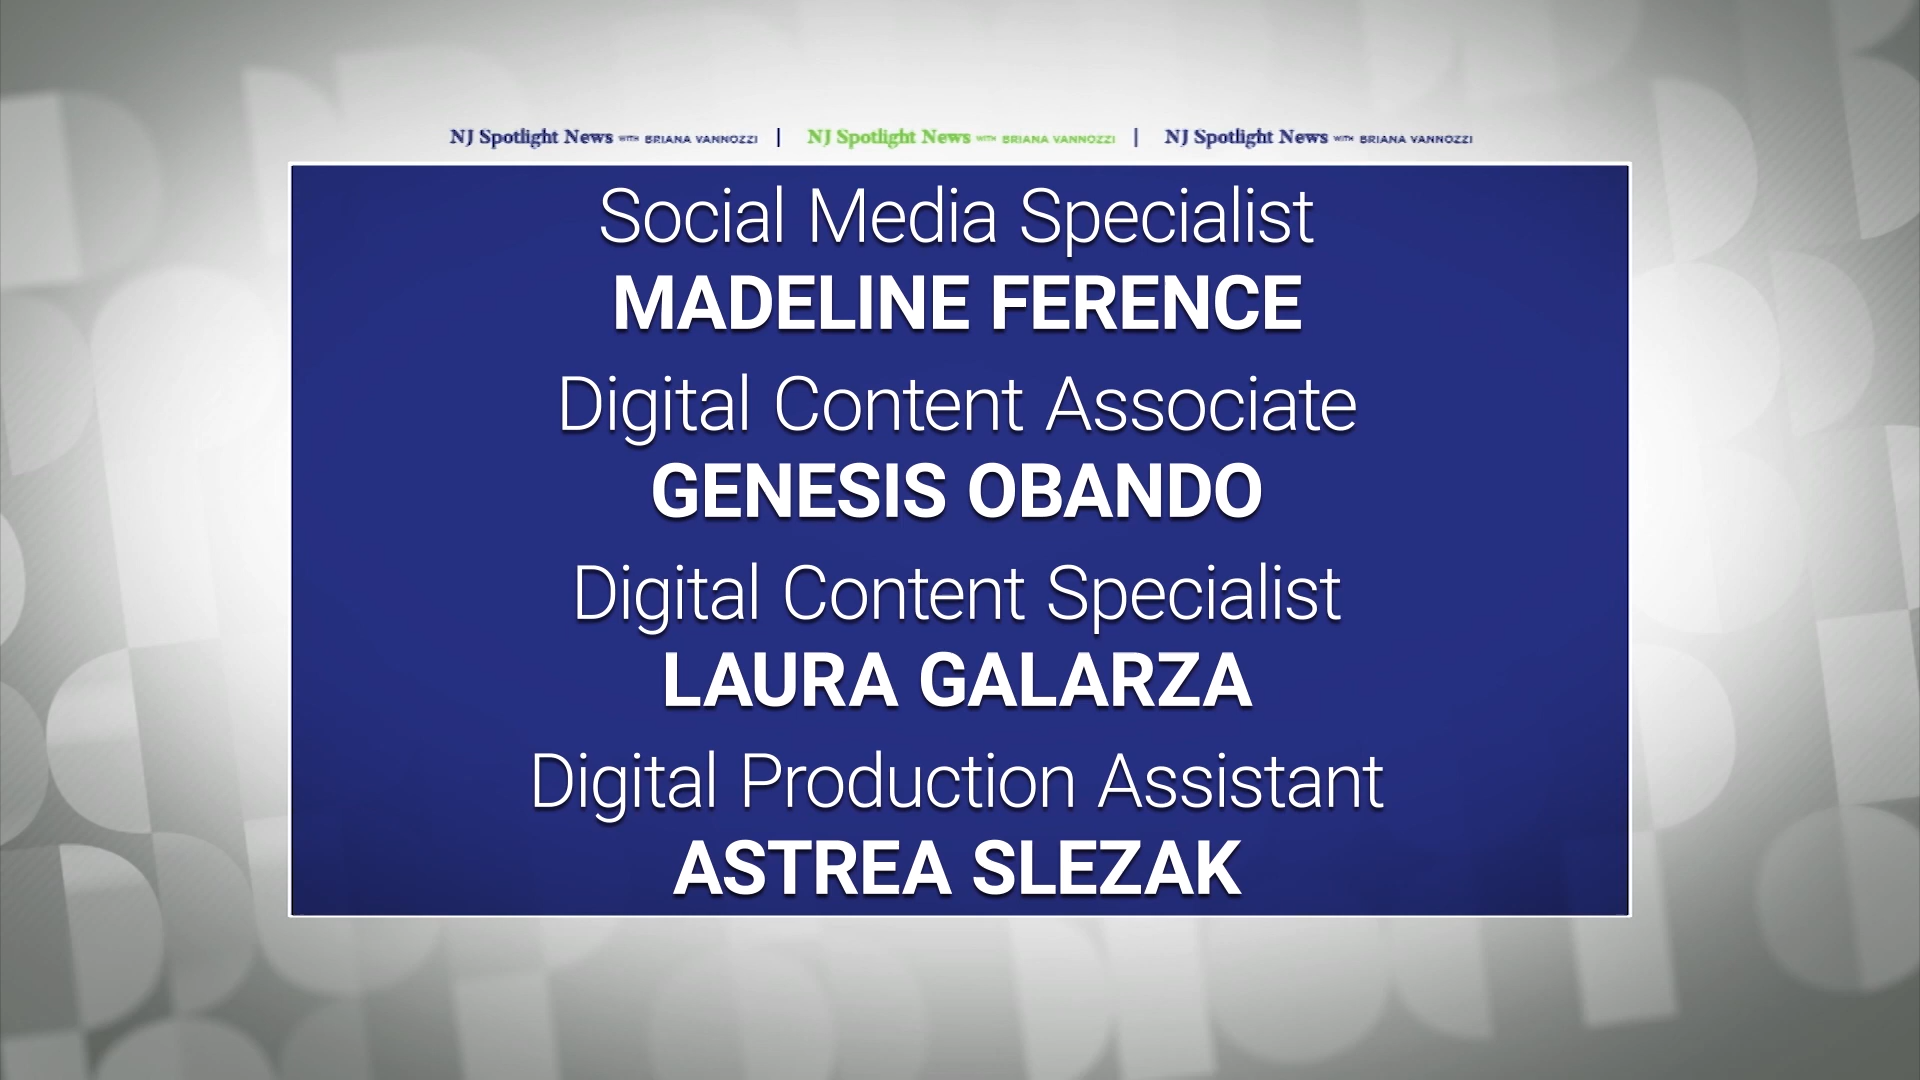 NJ Spotlight News WITH BRIANA VANNOZZI | NJ Spotlight News WITH BRIANA VANNOZZI | NJ Spotlight News WITH BRIANA VANNOZZI
Social Media Specialist
MADELINE FERENCE
Digital Content Associate
GENESIS OBANDO
Digital Content Specialist
LAURA GALARZA
Digital Production Assistant
ASTREA SLEZAK